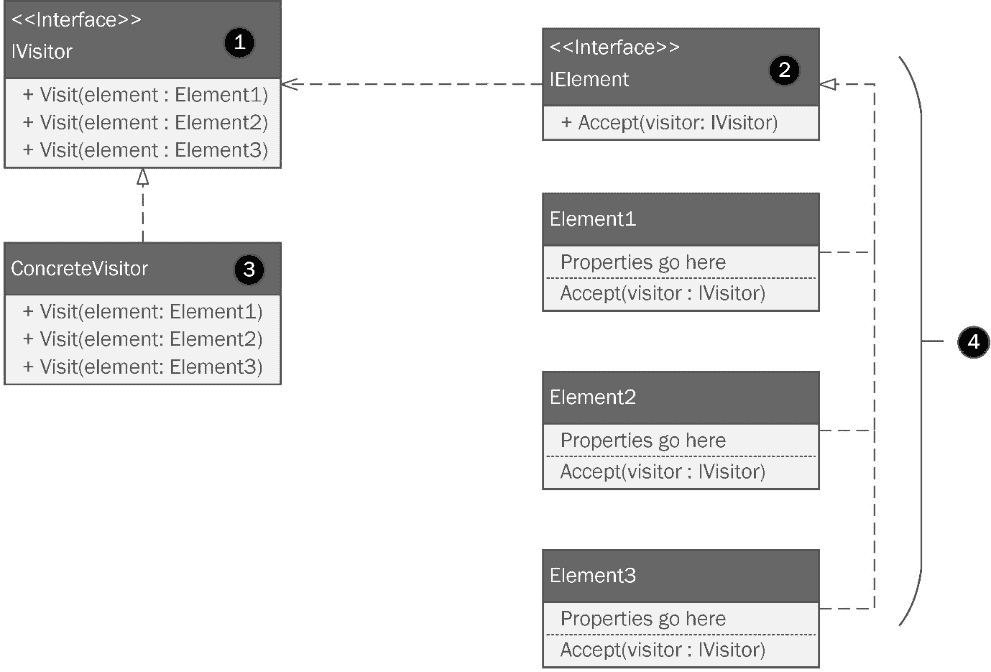 <<Interface>>
IVisitor
1
+ Visit(element : Element1)
+ Visit(element : Element2)
+ Visit(element : Element3)
ConcreteVisitor
3
+ Visit(element: Element1)
+ Visit(element: Element2)
+ Visit(element: Element3)
<<Interface>>
IElement
2
+ Accept(visitor: IVisitor)
Element1
Properties go here
Accept(visitor : IVisitor)
Element2
Properties go here
Accept(visitor : IVisitor)
Element3
Properties go here
Accept(visitor : IVisitor)
4